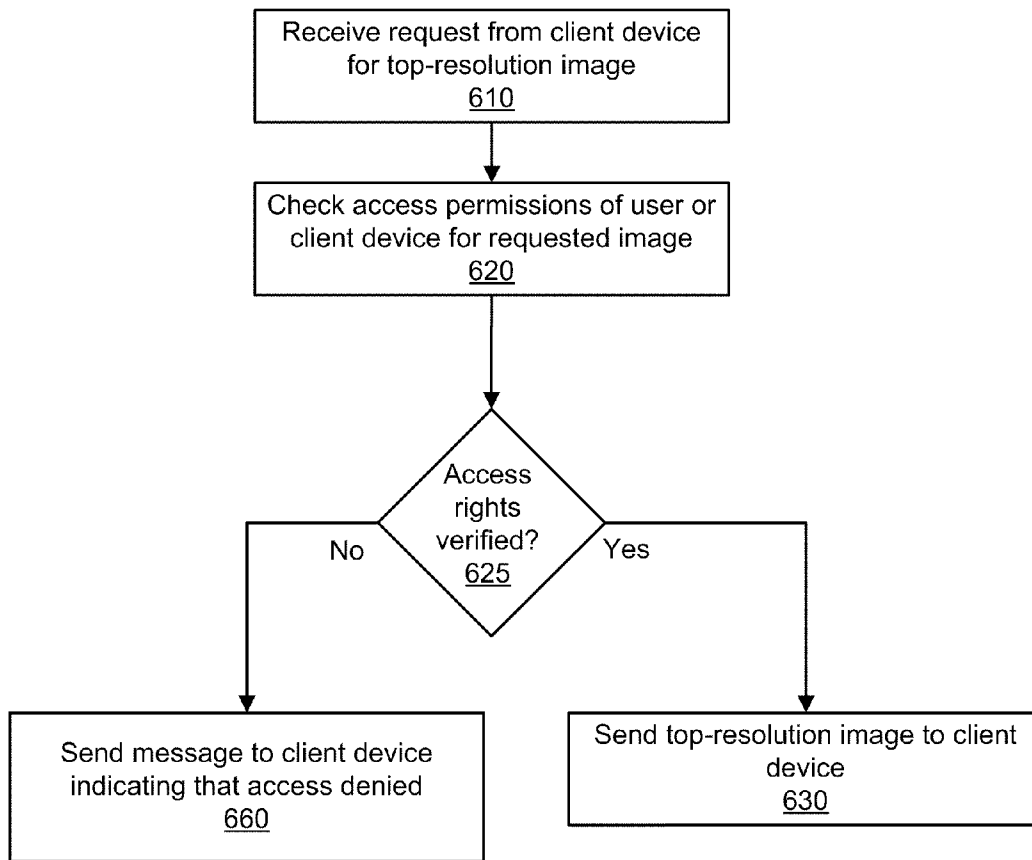 Receive request from client device
for top-resolution image
610
Check access permissions of user or
client device for requested image
620
Access
rights
verified?
625
No
Yes
Send message to client device
indicating that access denied
660
Send top-resolution image to client
device
630